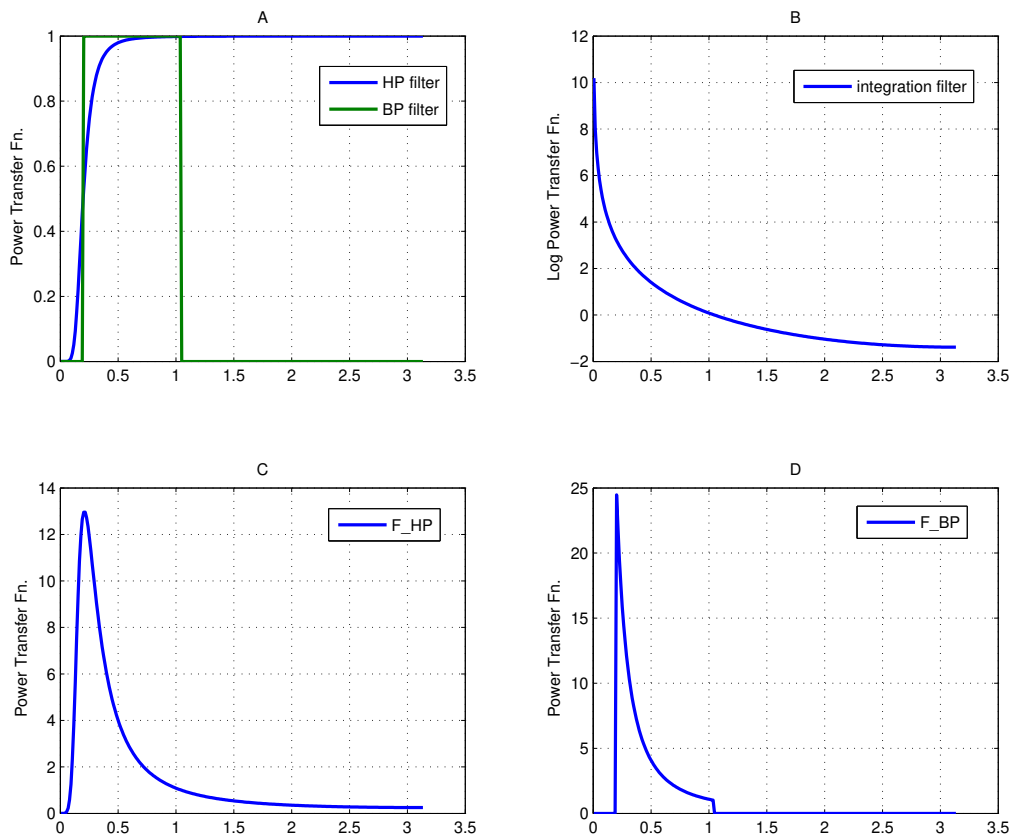 A
Power Transfer Fn.
1
0.8
0.6
0.4
0.2
0
0 0.5 1 1.5 2 2.5 3 3.5
HP filter
BP filter
B
Log Power Transfer Fn.
12
10
8
6
4
2
0
−2
0 0.5 1 1.5 2 2.5 3 3.5
integration filter
C
Power Transfer Fn.
14
12
10
8
6
4
2
0
0 0.5 1 1.5 2 2.5 3 3.5
F_HP
D
Power Transfer Fn.
25
20
15
10
5
0
0 0.5 1 1.5 2 2.5 3 3.5
F_BP